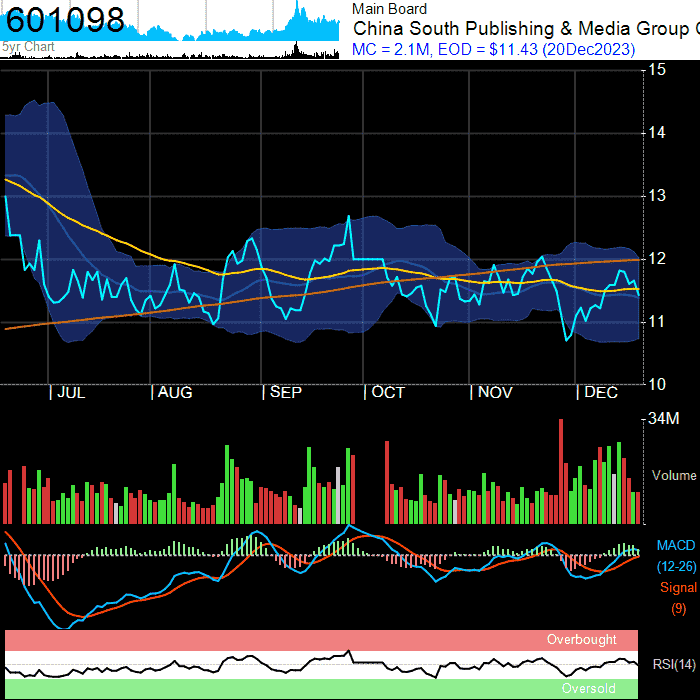 601098
5yr Chart
Main Board
China South Publishing & Media Group C
MC = 2.1M, EOD = $11.43 (20Dec2023)
15
14
13
12
11
10
JUL
AUG
SEP
OCT
NOV
DEC
34M
Volume
MACD
(12-26)
Signal
(9)
Overbought
RSI(14)
Oversold